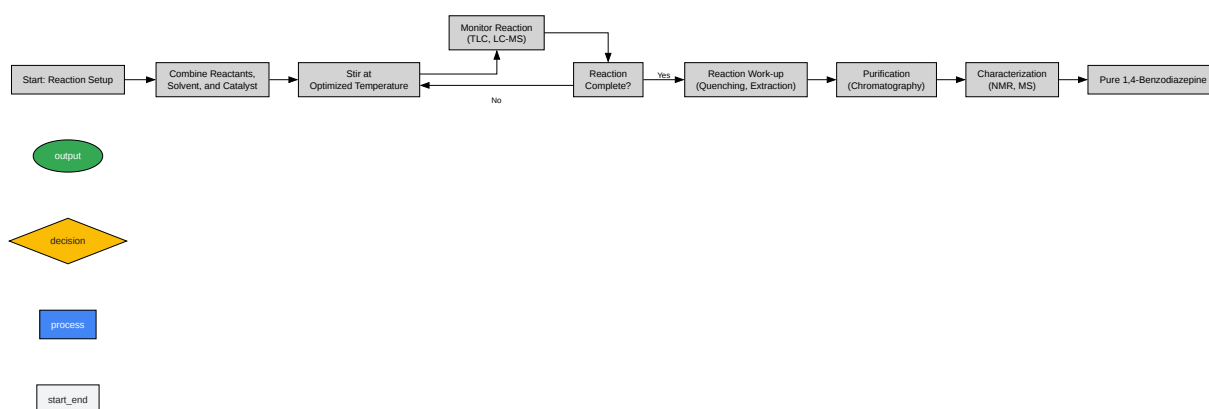 Start: Reaction Setup
Combine Reactants,
Solvent, and Catalyst
Stir at
Optimized Temperature
Monitor Reaction
(TLC, LC-MS)
Reaction
Complete?
Yes
No
Reaction Work-up
(Quenching, Extraction)
Purification
(Chromatography)
Characterization
(NMR, MS)
Pure 1,4-Benzodiazepine
output
decision
process
start_end